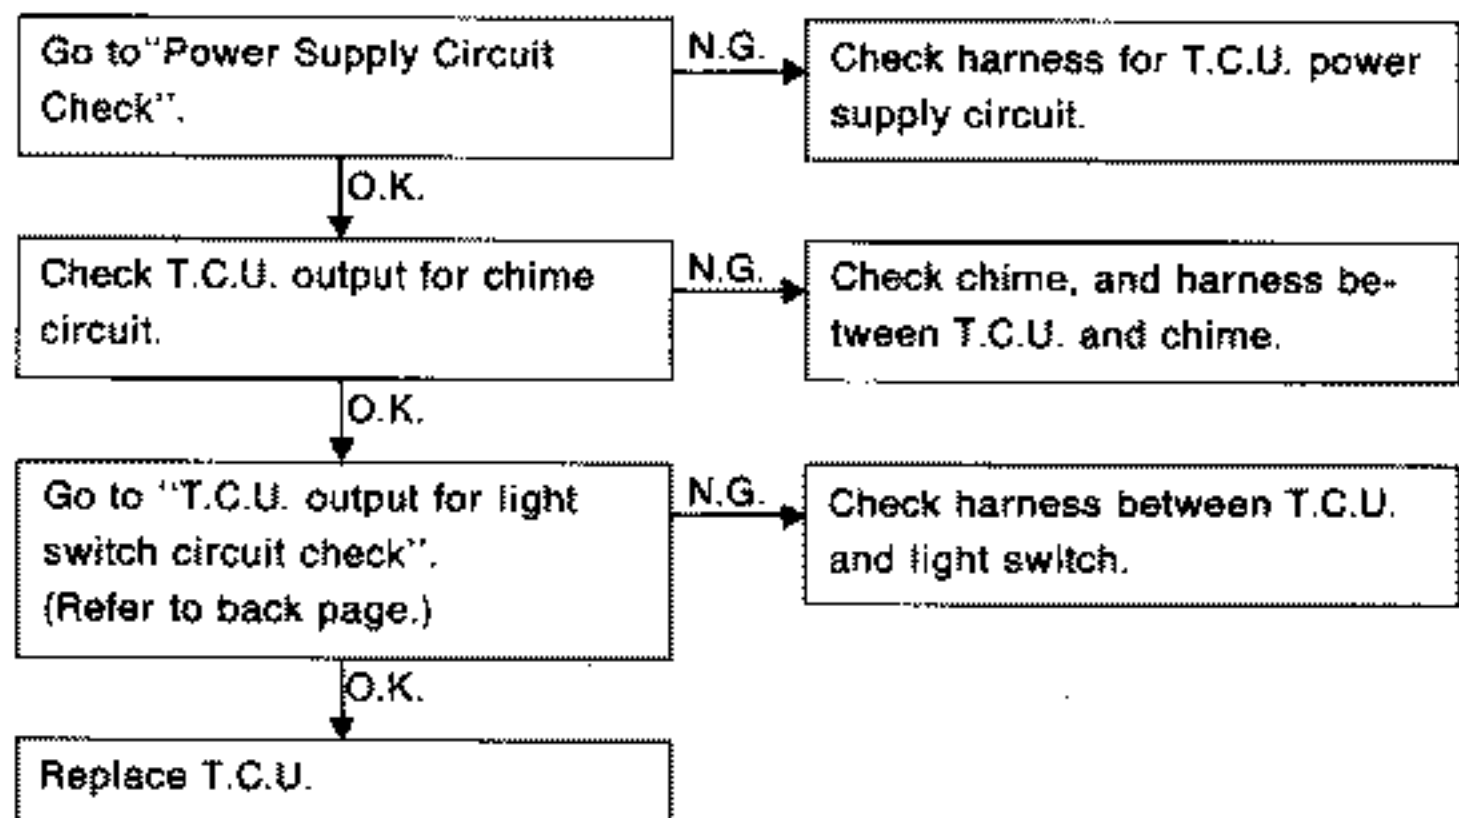 Go to "Power Supply Circuit
Check".
N.G.
Check harness for T.C.U. power
supply circuit.
O.K.
Check T.C.U. output for chime
circuit.
N.G.
Check chime, and harness be-
tween T.C.U. and chime.
O.K.
Go to "T.C.U. output for light
switch circuit check".
(Refer to back page.)
N.G.
Check harness between T.C.U.
and light switch.
O.K.
Replace T.C.U.